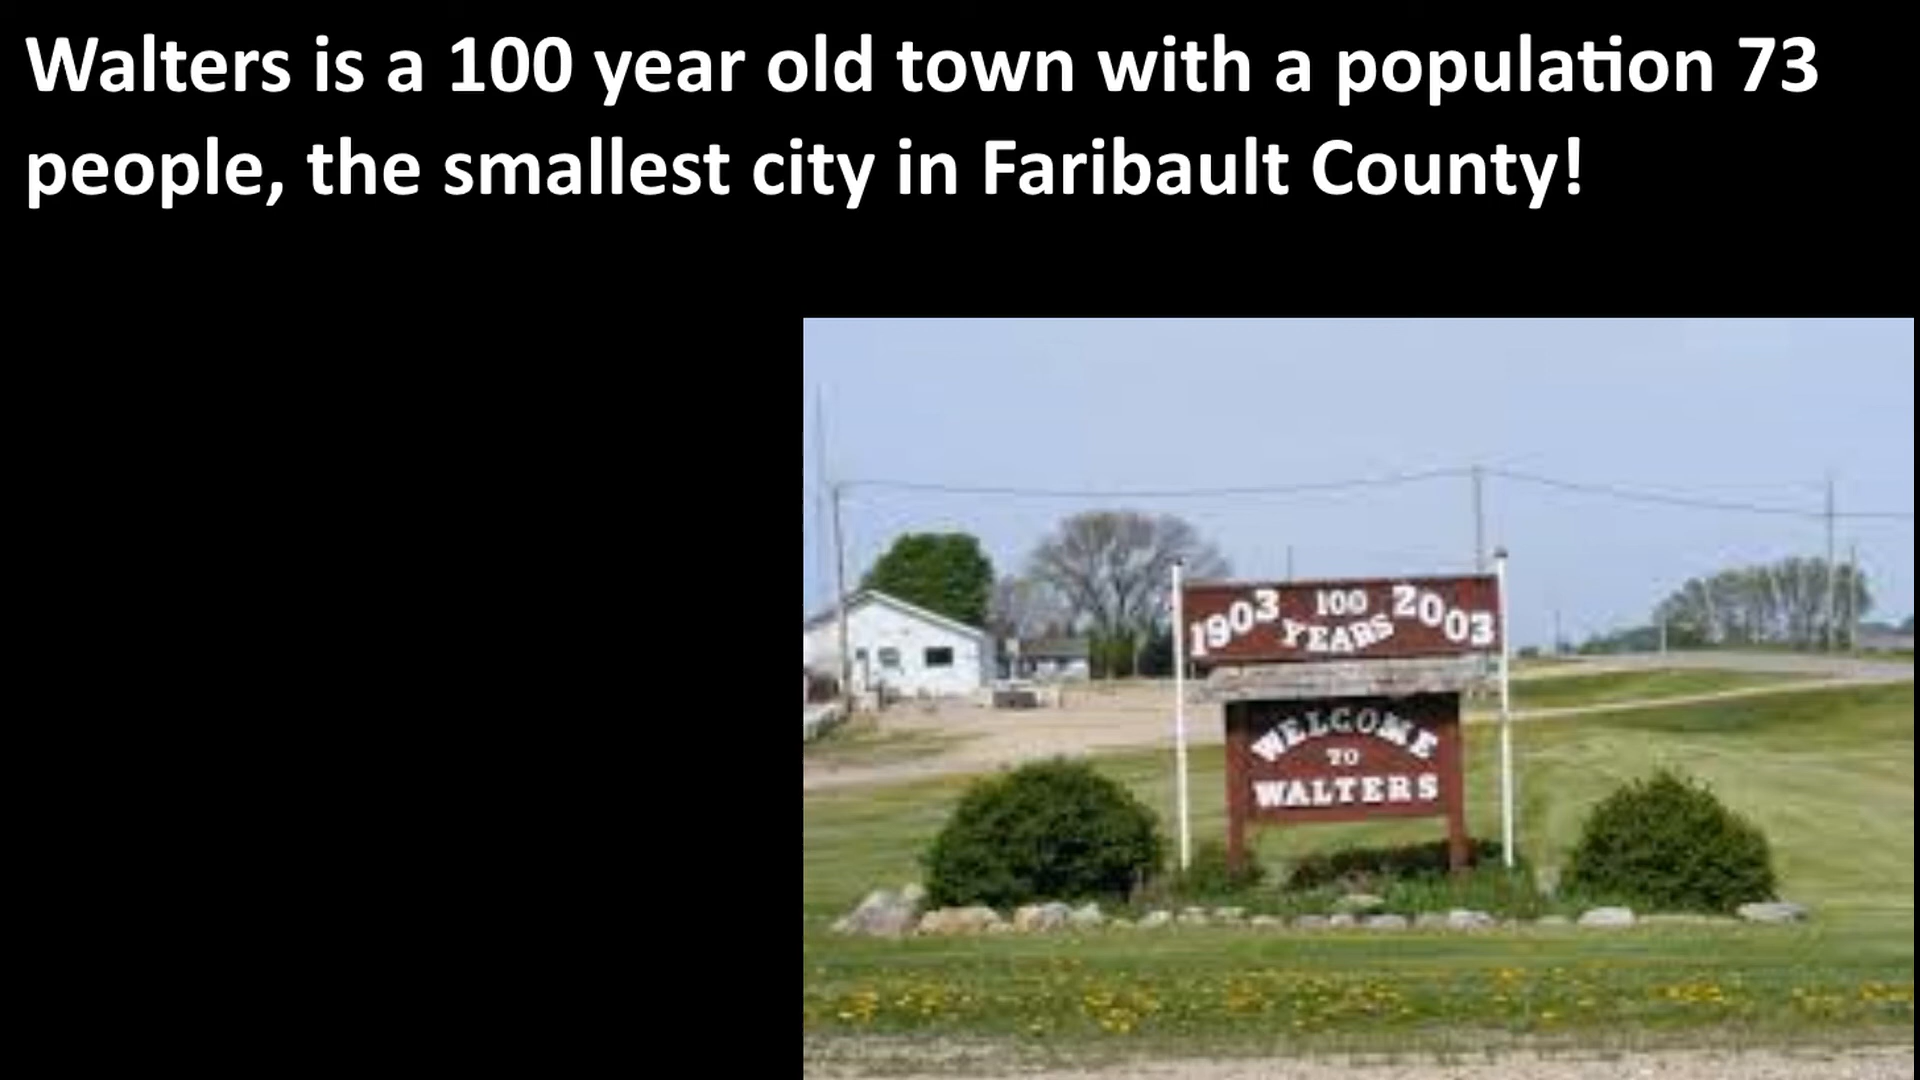 Walters is a 100 year old town with a population 73
people, the smallest city in Faribault County!
1903 100 YEARS 2003
WELCOME
TO
WALTERS